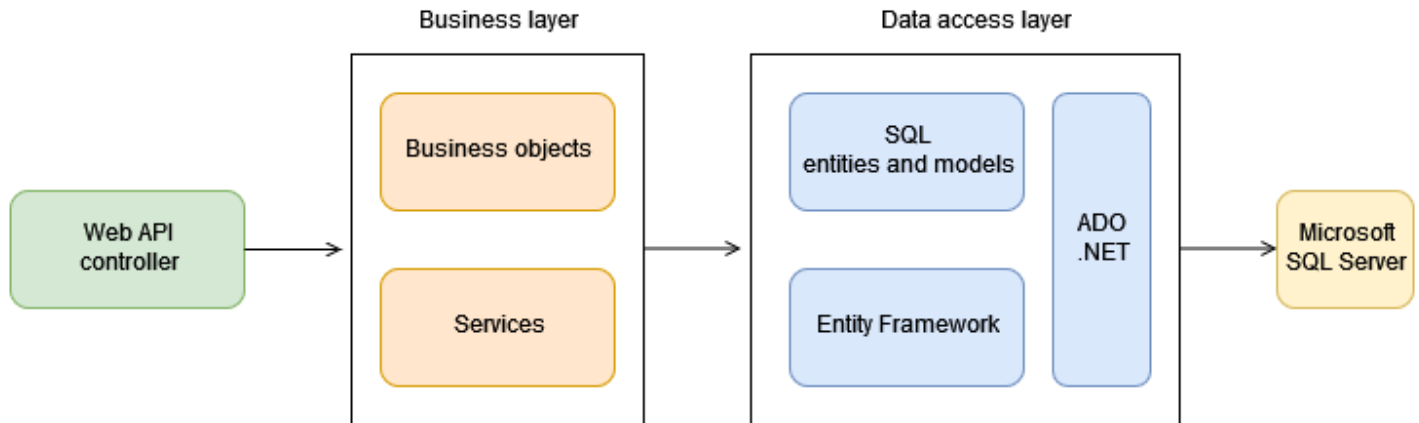 Business layer
Data access layer
Business objects
SQL
entities and models
Web API
controller
ADO
.NET
Microsoft
SQL Server
Services
Entity Framework